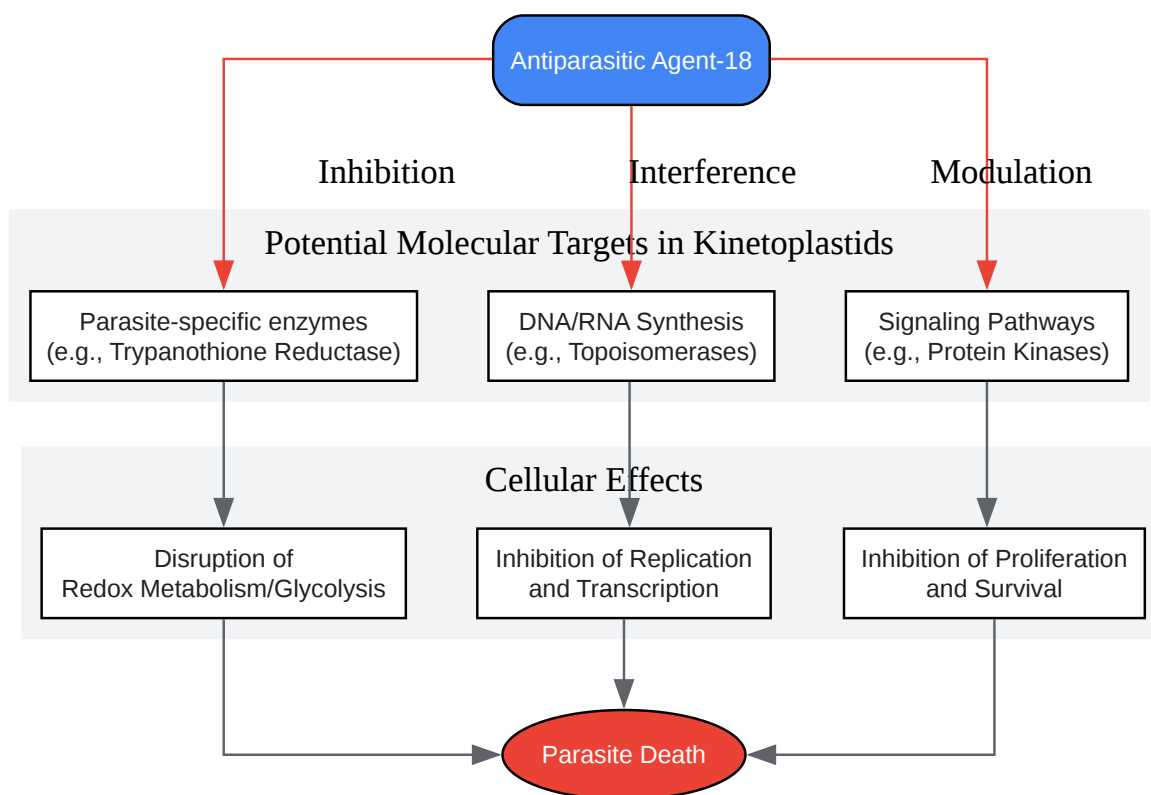 Antiparasitic Agent-18
Inhibition
Interference
Modulation
Potential Molecular Targets in Kinetoplastids
Parasite-specific enzymes
(e.g., Trypanothione Reductase)
DNA/RNA Synthesis
(e.g., Topoisomerases)
Signaling Pathways
(e.g., Protein Kinases)
Cellular Effects
Disruption of
Redox Metabolism/Glycolysis
Inhibition of Replication
and Transcription
Inhibition of Proliferation
and Survival
Parasite Death